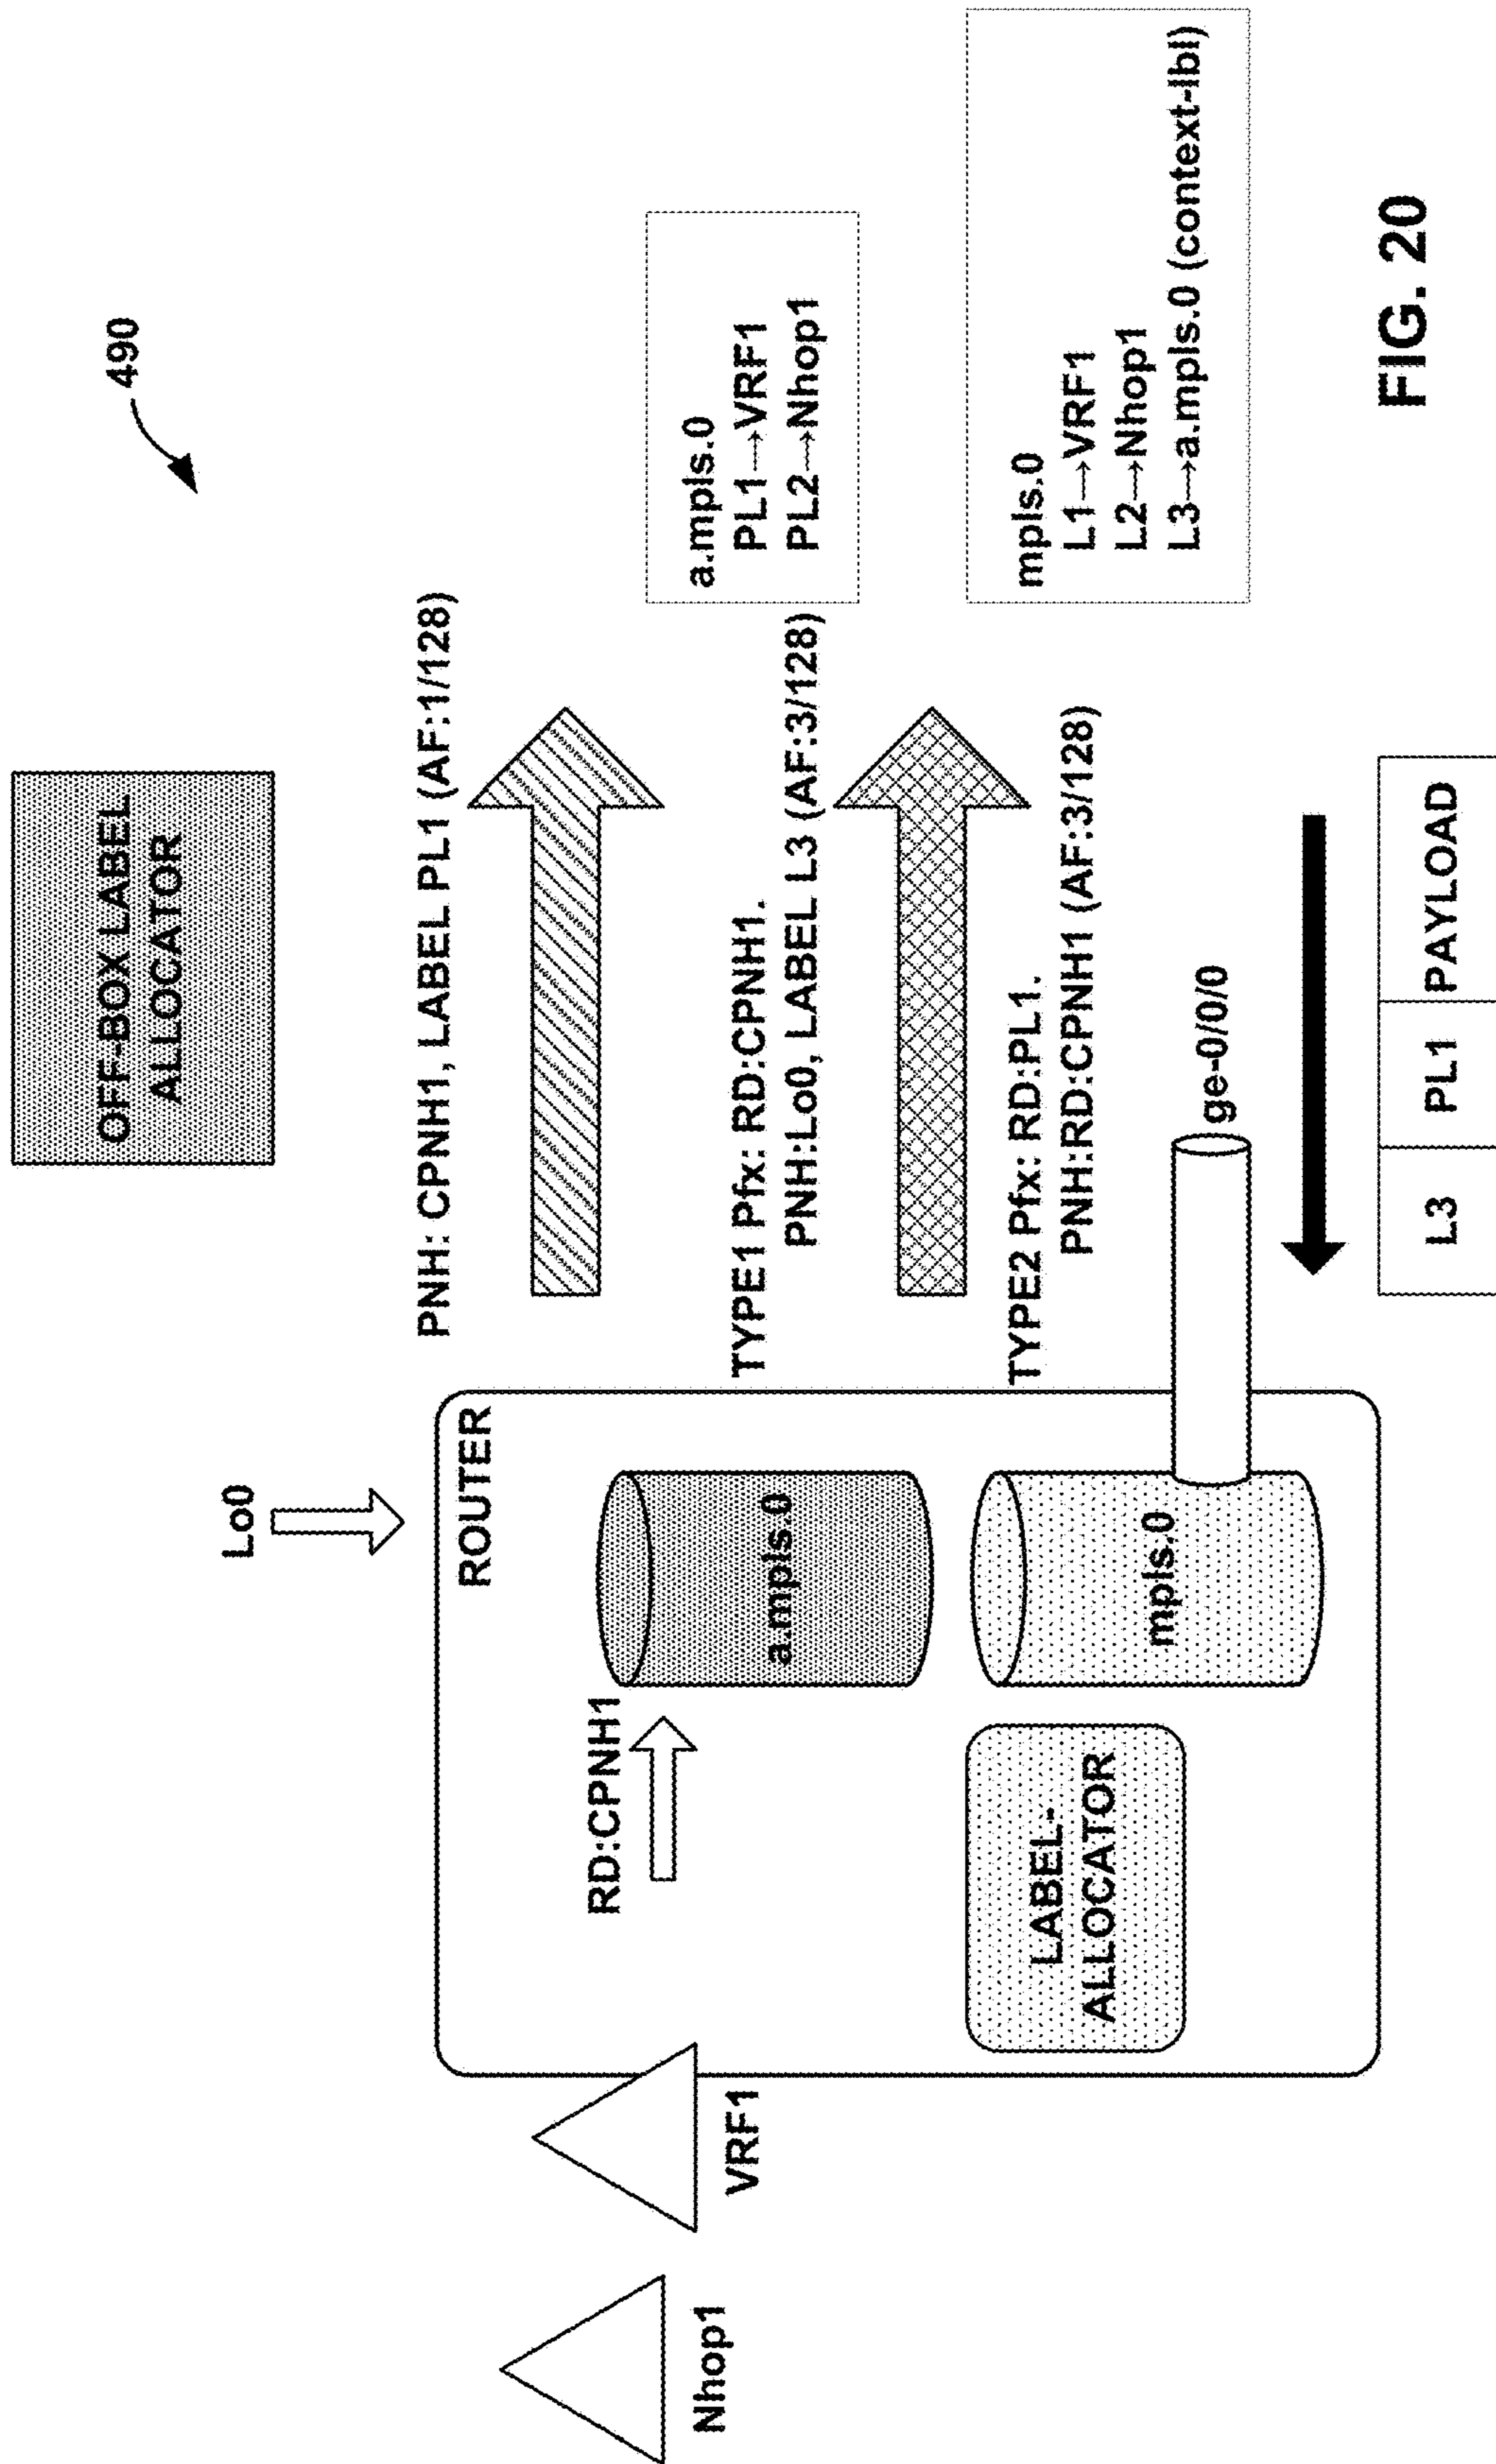 490
OFF-BOX LABEL
ALLOCATOR
Lo0
PNH: CPNH1, LABEL PL1 (AF:1/128)
ROUTER
RD:CPNH1
a.mpls.0
TYPE1 Pfx: RD:CPNH1.
PNH:Lo0, LABEL L3 (AF:3/128)
a.mpls.0
PL1→VRF1
PL2→Nhop1
Nhop1
VRF1
LABEL-
ALLOCATOR
mpls.0
TYPE2 Pfx: RD:PL1.
PNH:RD:CPNH1 (AF:3/128)
mpls.0
L1→VRF1
L2→Nhop1
L3→a.mpls.0 (context-lbl)
ge-0/0/0
L3 PL1 PAYLOAD
FIG. 20